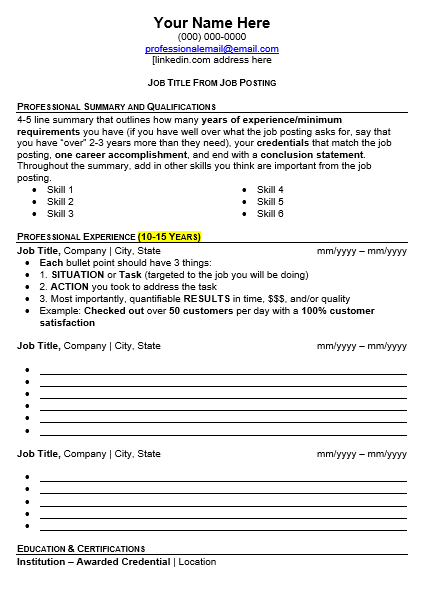 Your Name Here
(000) 000-0000
professionalemail@email.com
[linkedin.com address here
JOB TITLE FROM JOB POSTING
PROFESSIONAL SUMMARY AND QUALIFICATIONS
4-5 line summary that outlines how many years of experience/minimum
requirements you have (if you have well over what the job posting asks for, say that
you have “over” 2-3 years more than they need), your credentials that match the job
posting, one career accomplishment, and end with a conclusion statement.
Throughout the summary, add in other skills you think are important from the job
posting.
• Skill 1 • Skill 4
• Skill 2 • Skill 5
• Skill 3 • Skill 6
PROFESSIONAL EXPERIENCE (10-15 YEARS)
Job Title, Company | City, State mm/yyyy – mm/yyyy
• Each bullet point should have 3 things:
• 1. SITUATION or Task (targeted to the job you will be doing)
• 2. ACTION you took to address the task
• 3. Most importantly, quantifiable RESULTS in time, $$$, and/or quality
• Example: Checked out over 50 customers per day with a 100% customer
satisfaction
Job Title, Company | City, State mm/yyyy – mm/yyyy
Job Title, Company | City, State mm/yyyy – mm/yyyy
EDUCATION & CERTIFICATIONS
Institution – Awarded Credential | Location